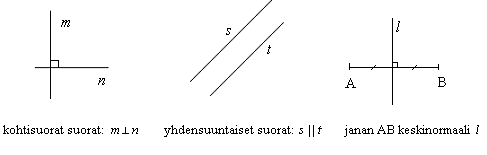 m
n
s
t
l
A
B
kohtisuorat suorat: m ⊥ n
yhdensuuntaiset suorat: s || t
janan AB keskinormaali l